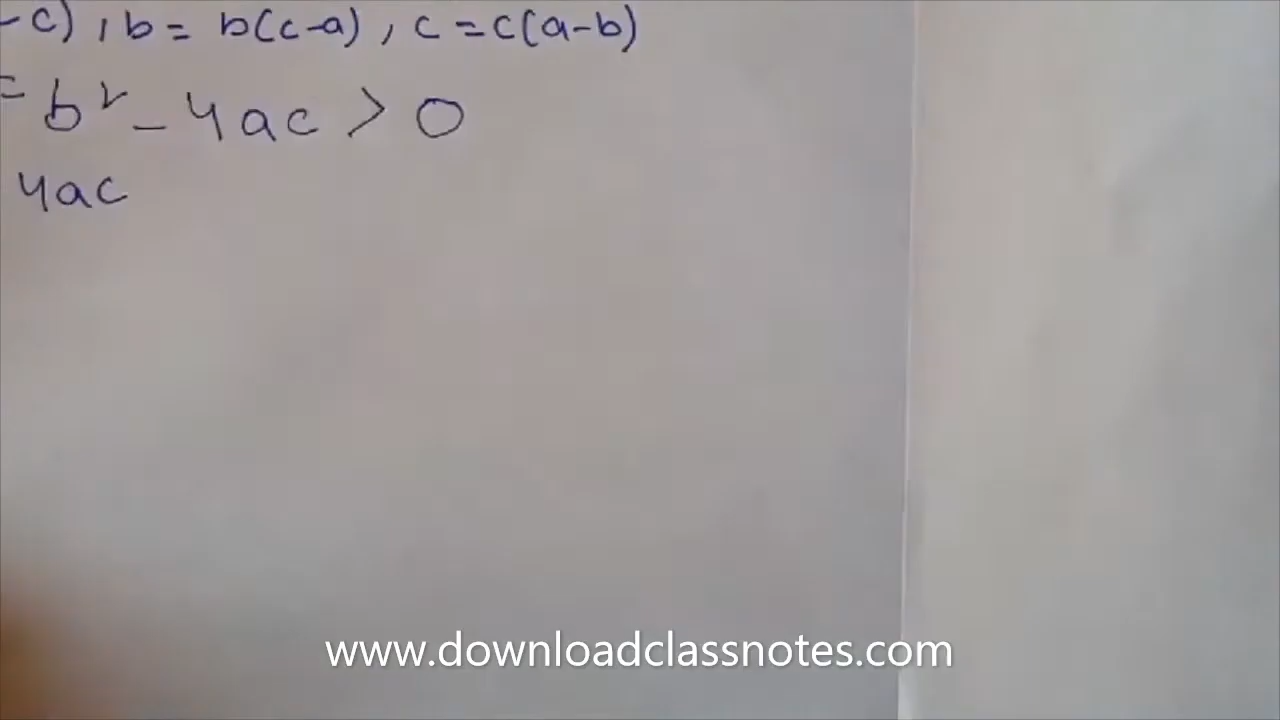 -c) , b = b(c-a) , c = c(a-b)
= b² - 4ac > 0
4ac
www.downloadclassnotes.com